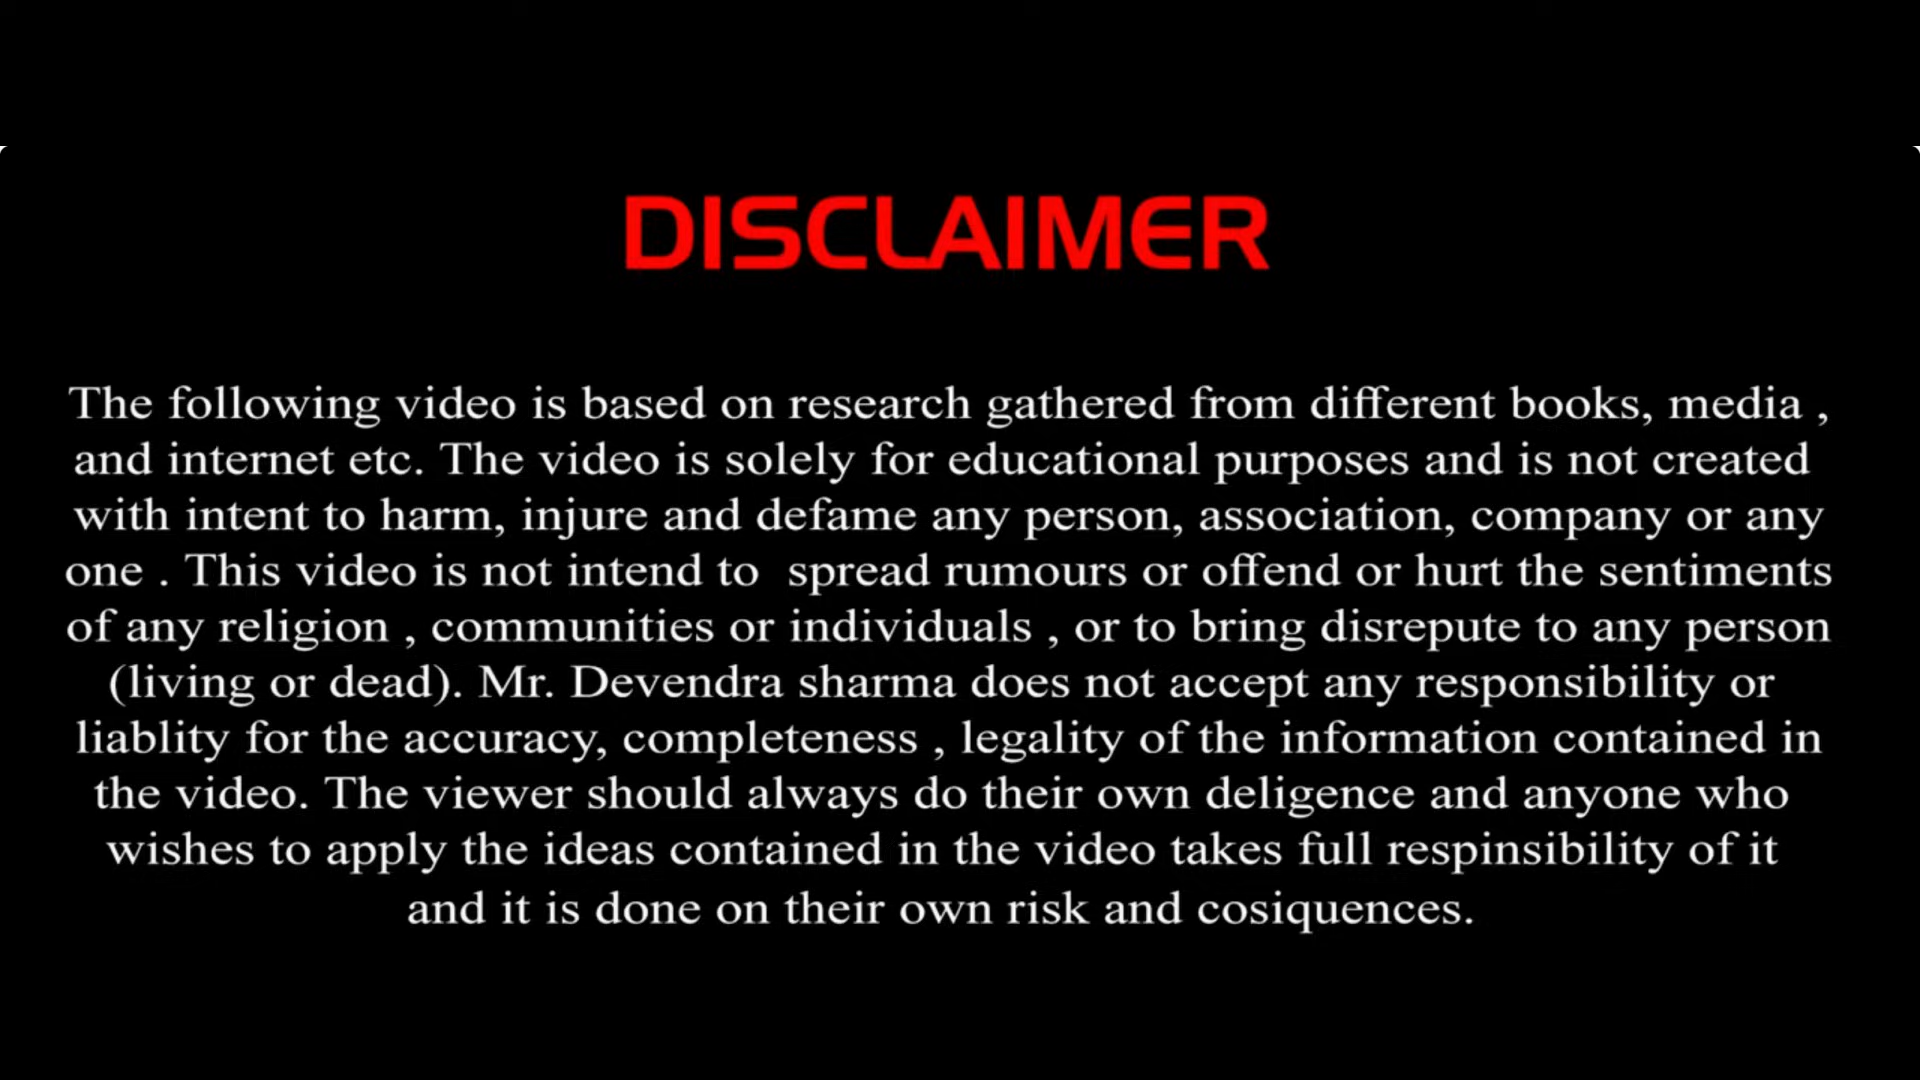 DISCLAIMER
The following video is based on research gathered from different books, media ,
and internet etc. The video is solely for educational purposes and is not created
with intent to harm, injure and defame any person, association, company or any
one . This video is not intend to  spread rumours or offend or hurt the sentiments
of any religion , communities or individuals , or to bring disrepute to any person
(living or dead). Mr. Devendra sharma does not accept any responsibility or
liablity for the accuracy, completeness , legality of the information contained in
the video. The viewer should always do their own deligence and anyone who
wishes to apply the ideas contained in the video takes full respinsibility of it
and it is done on their own risk and cosiquences.